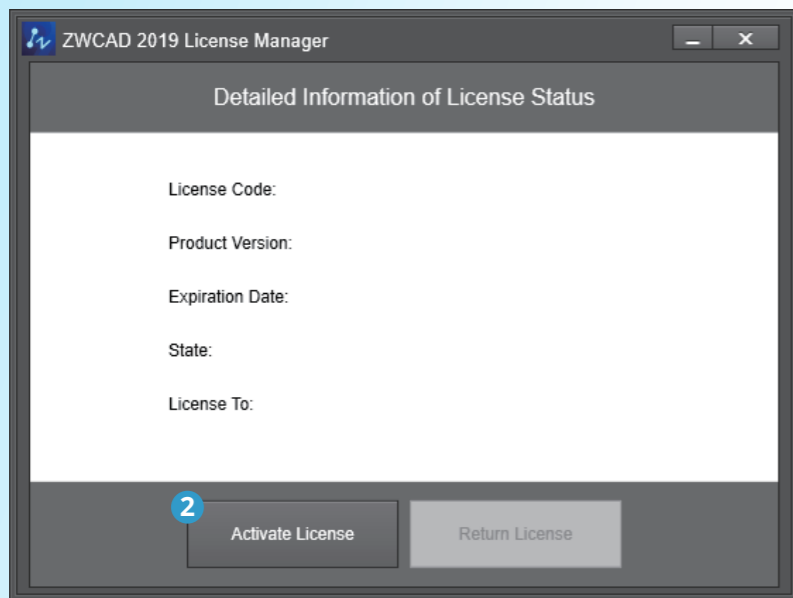 ZWCAD 2019 License Manager
Detailed Information of License Status
License Code:
Product Version:
Expiration Date:
State:
License To:
2
Activate License
Return License